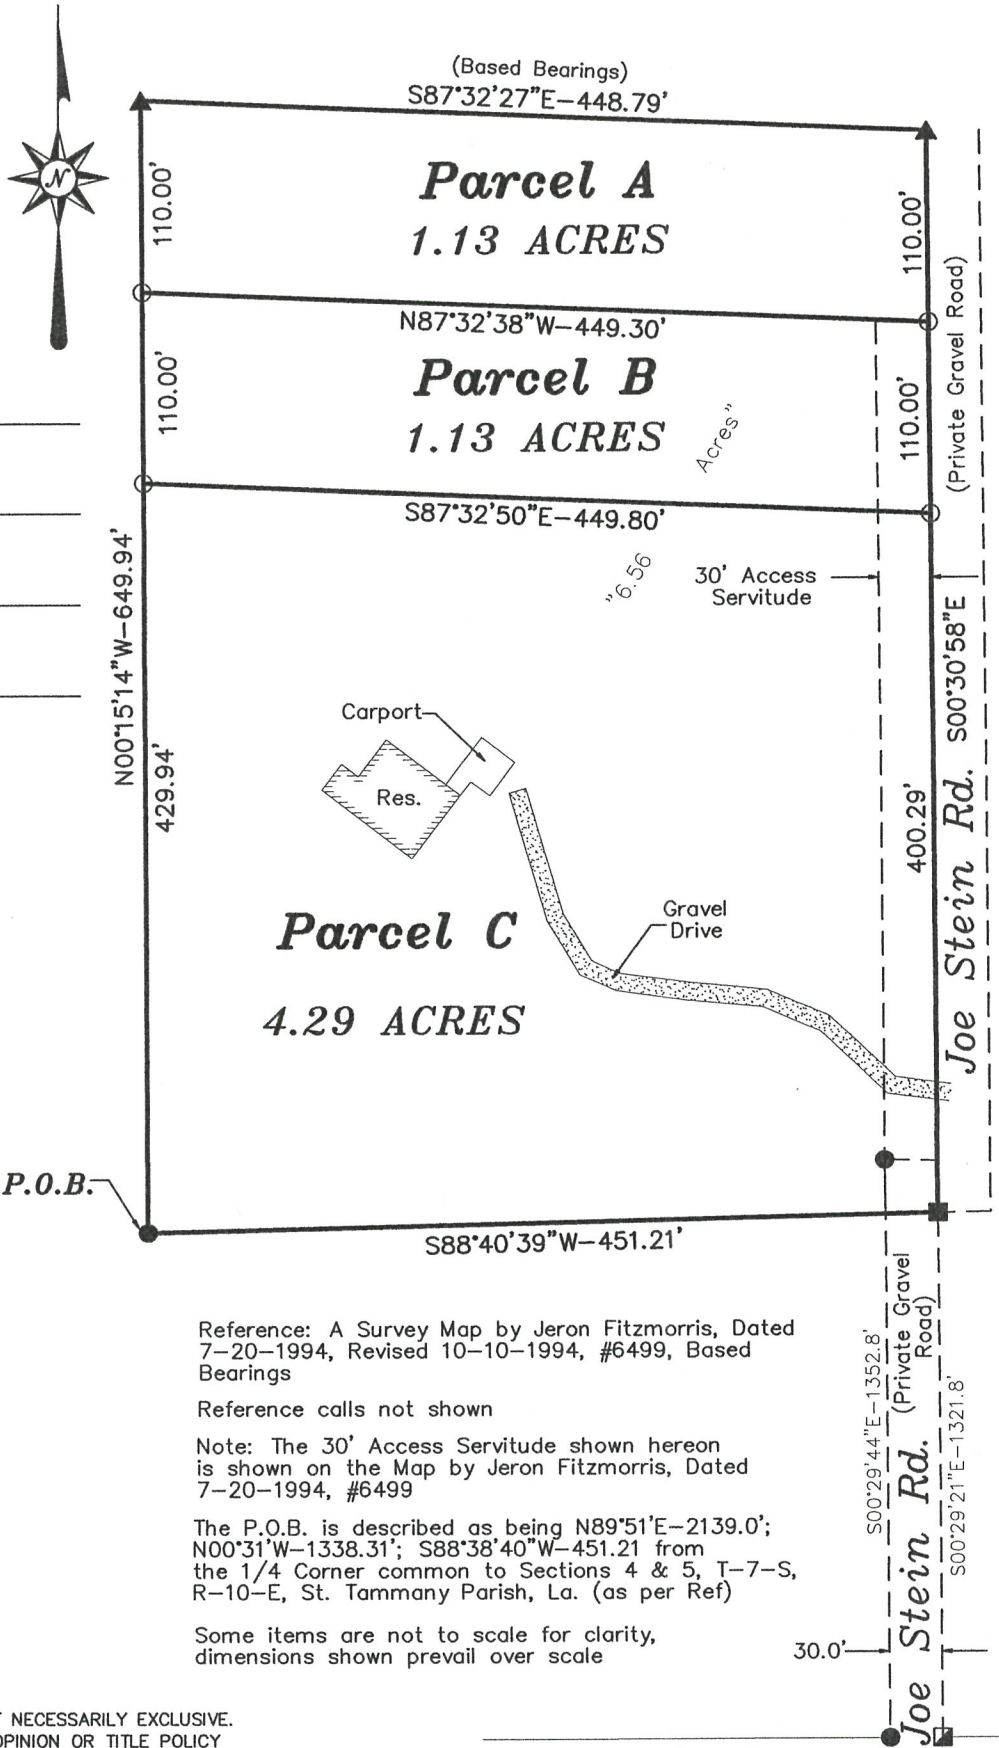 (Based Bearings)
S87°32'27"E-448.79'
N
110.00'
Parcel A
1.13 ACRES
110.00'
N87°32'38"W-449.30'
(Private Gravel Road)
110.00'
Parcel B
1.13 ACRES
110.00'
"6.56 Acres"
S87°32'50"E-449.80'
30' Access
Servitude
N00°15'14"W-649.94'
429.94'
S00°30'58"E
400.29'
Joe Stein Rd.
Carport
Res.
Gravel
Drive
Parcel C
4.29 ACRES
P.O.B.
S88°40'39"W-451.21'
Reference: A Survey Map by Jeron Fitzmorris, Dated
7-20-1994, Revised 10-10-1994, #6499, Based
Bearings
Reference calls not shown
Note: The 30' Access Servitude shown hereon
is shown on the Map by Jeron Fitzmorris, Dated
7-20-1994, #6499
The P.O.B. is described as being N89°51'E-2139.0';
N00°31'W-1338.31'; S88°38'40"W-451.21 from
the 1/4 Corner common to Sections 4 & 5, T-7-S,
R-10-E, St. Tammany Parish, La. (as per Ref)
Some items are not to scale for clarity,
dimensions shown prevail over scale
S00°29'44"E-1352.8'
(Private Gravel
Road)
Joe Stein Rd.
S00°29'21"E-1321.8'
30.0'
NECESSARILY EXCLUSIVE.
OPINION OR TITLE POLICY